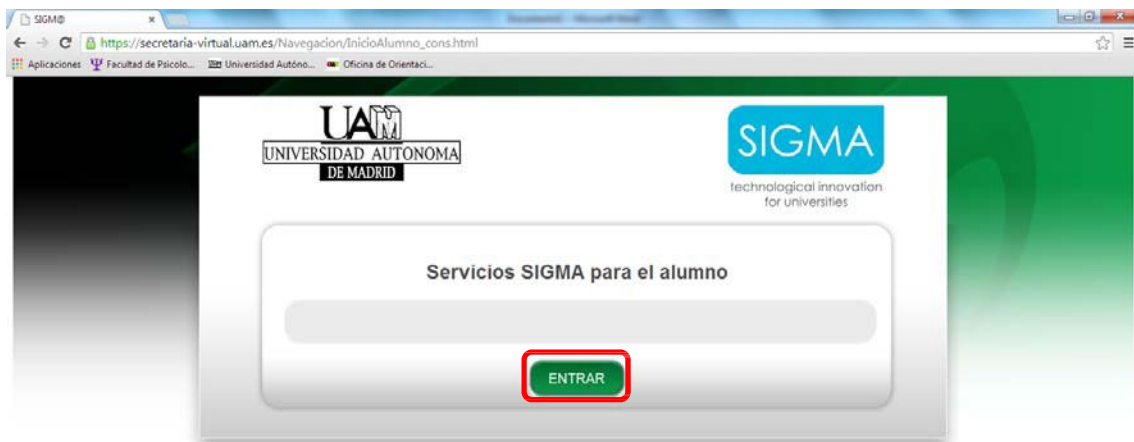 SIGM@
https://secretaria-virtual.uam.es/Navegacion/InicioAlumno_cons.html
Aplicaciones Facultad de Psicolo... Universidad Autóno... Oficina de Orientaci...
UAM
UNIVERSIDAD AUTONOMA
DE MADRID
SIGMA
technological innovation
for universities
Servicios SIGMA para el alumno
ENTRAR